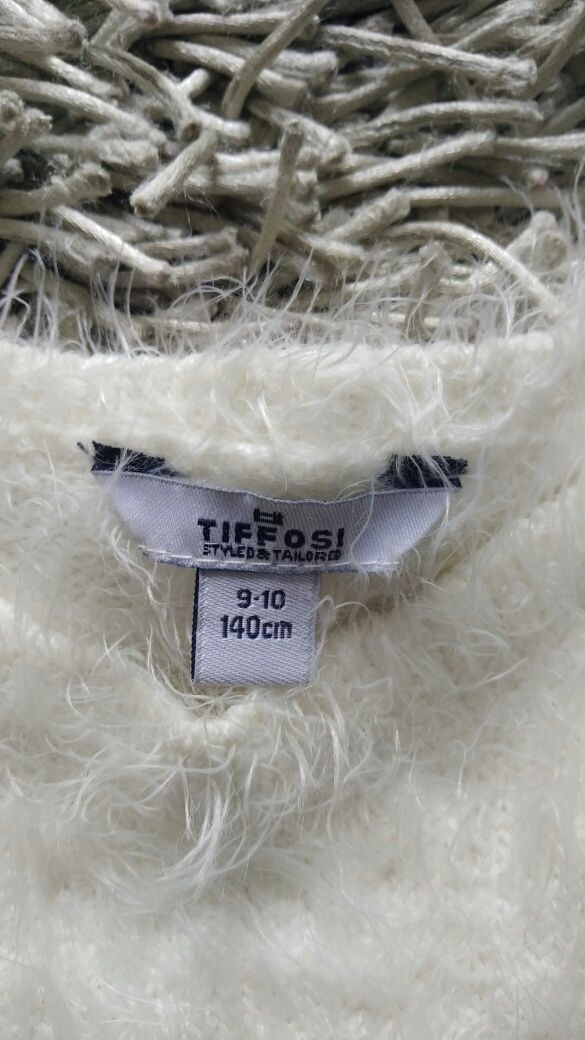 TIFFOSI
STYLED & TAILORED
9-10
140cm